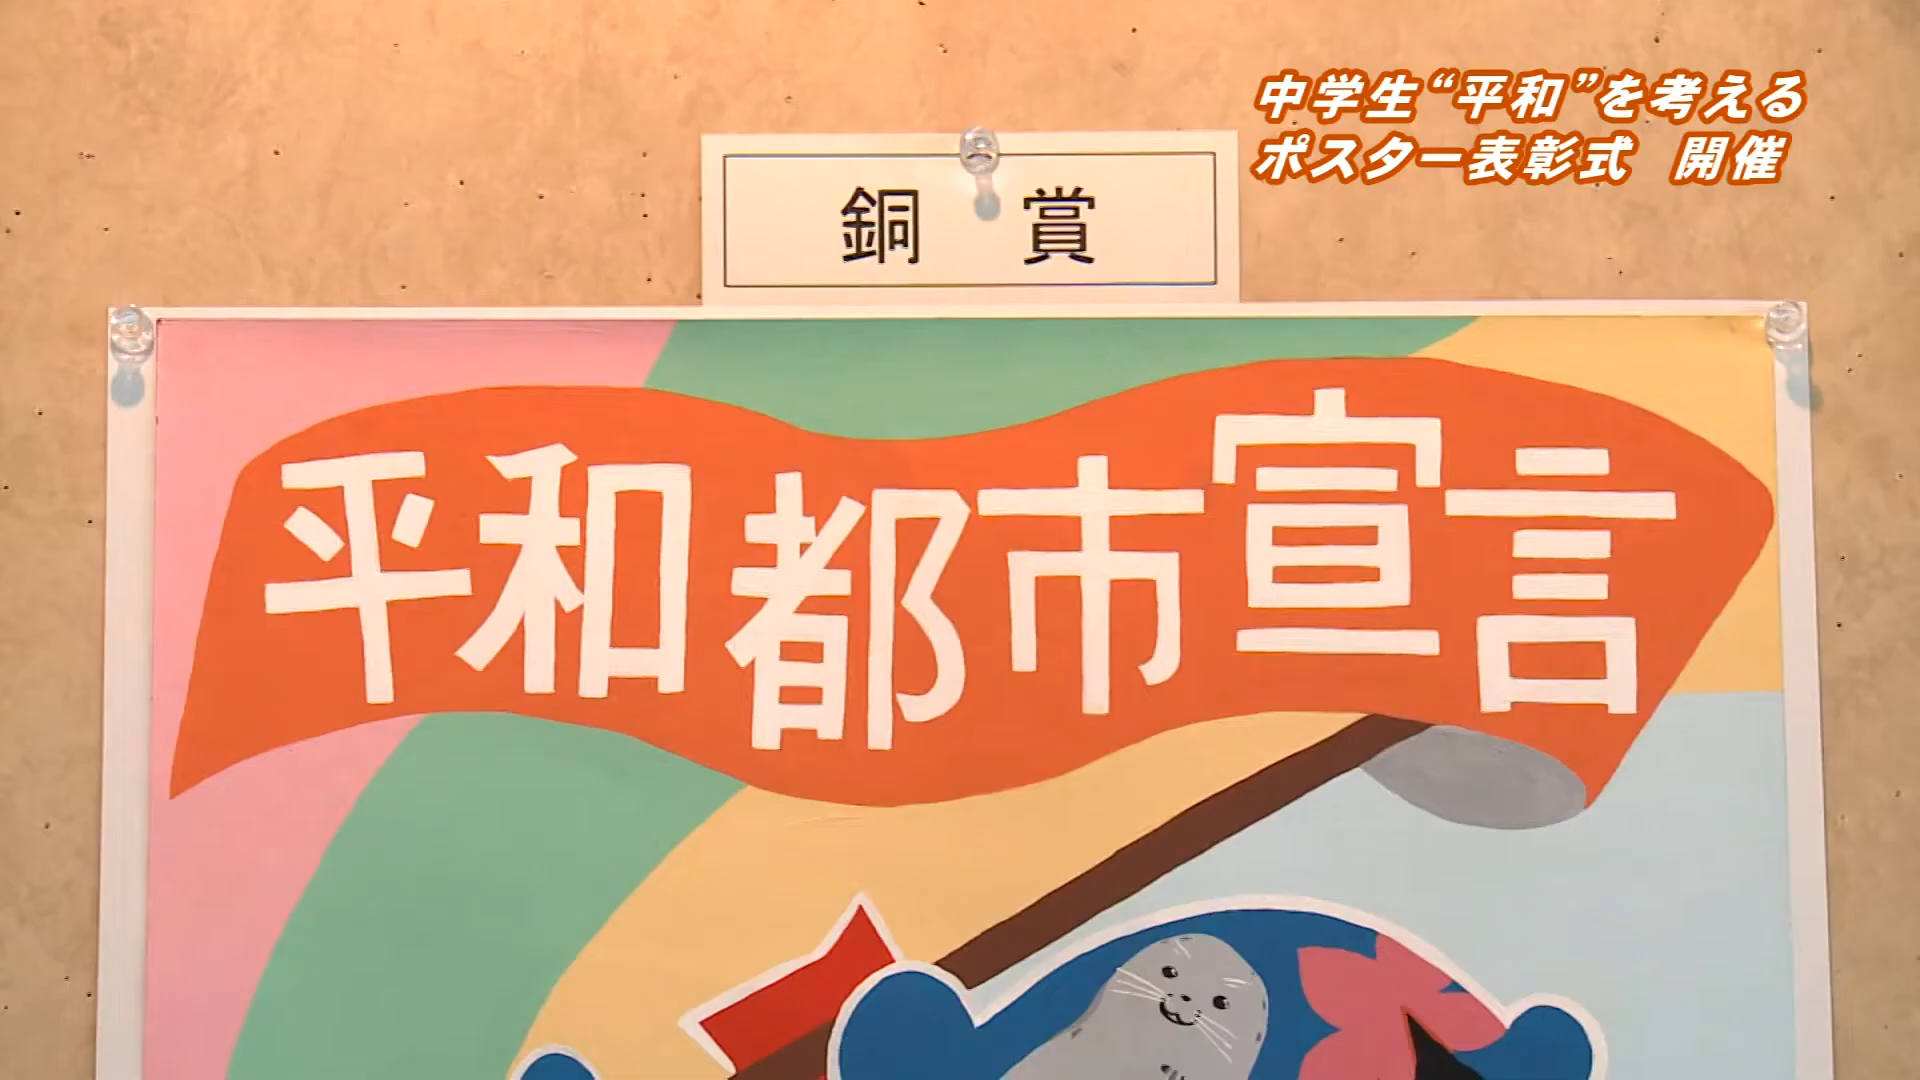 中学生“平和”を考える
ポスター表彰式　開催
銅　賞
平和都市宣言